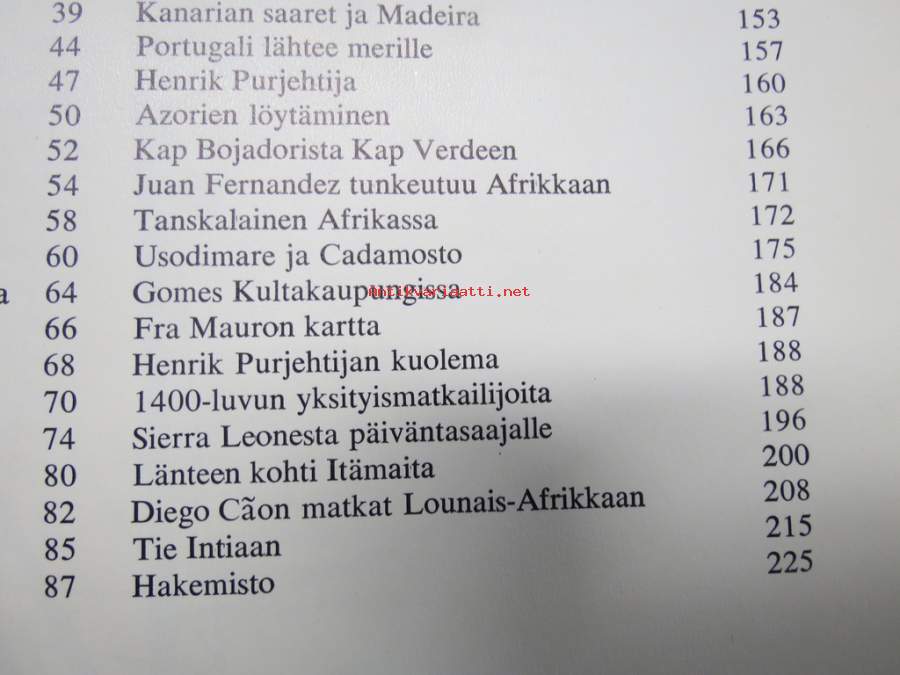 39 Kanarian saaret ja Madeira 153
44 Portugali lähtee merille 157
47 Henrik Purjehtija 160
50 Azorien löytäminen 163
52 Kap Bojadorista Kap Verdeen 166
54 Juan Fernandez tunkeutuu Afrikkaan 171
58 Tanskalainen Afrikassa 172
60 Usodimare ja Cadamosto 175
a 64 Gomes Kultakaupungissa 184
antikvariaatti.net
66 Fra Mauron kartta 187
68 Henrik Purjehtijan kuolema 188
70 1400-luvun yksityismatkailijoita 188
74 Sierra Leonesta päiväntasaajalle 196
80 Länteen kohti Itämaita 200
82 Diego Cãon matkat Lounais-Afrikkaan 208
85 Tie Intiaan 215
87 Hakemisto 225